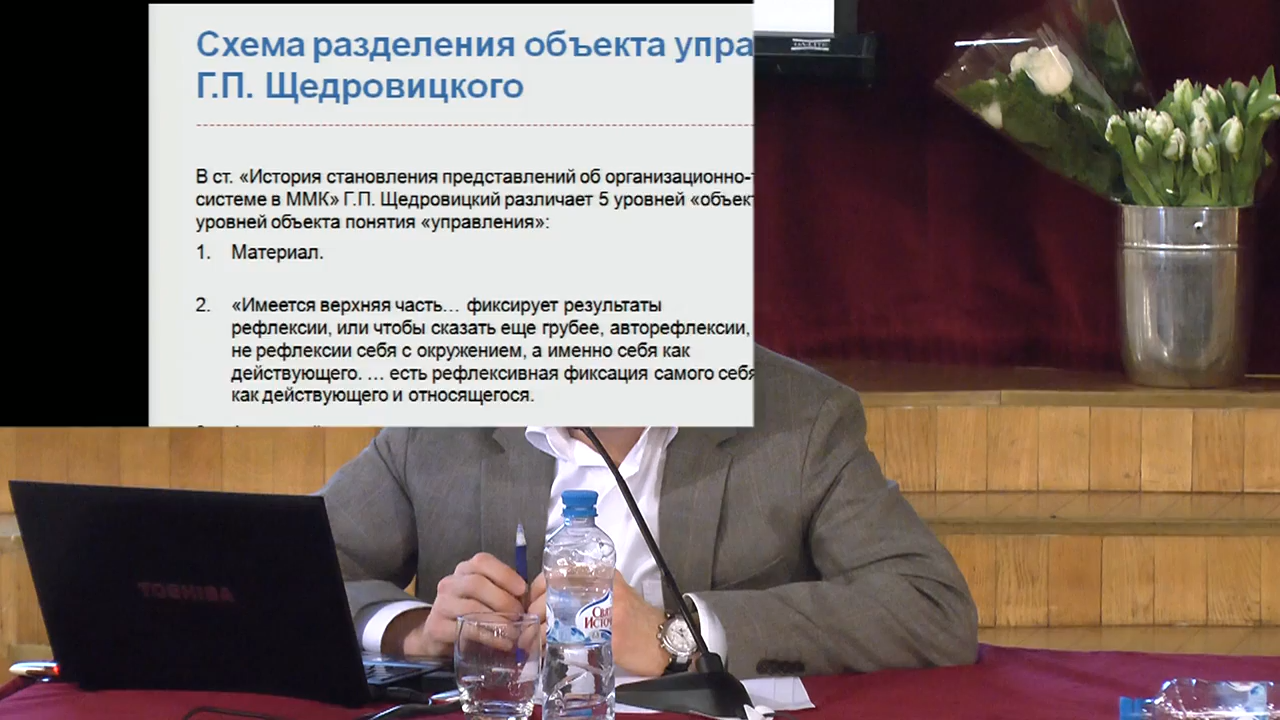 Схема разделения объекта упра
Г.П. Щедровицкого
В ст. «История становления представлений об организационно-
системе в ММК» Г.П. Щедровицкий различает 5 уровней «объект
уровней объекта понятия «управления»:
1. Материал.
2. «Имеется верхняя часть… фиксирует результаты
рефлексии, или чтобы сказать еще грубее, авторефлексии,
не рефлексии себя с окружением, а именно себя как
действующего. … есть рефлексивная фиксация самого себя
как действующего и относящегося.
TOSHIBA